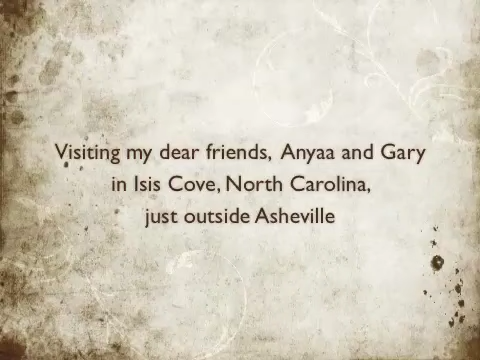 Visiting my dear friends, Anyaa and Gary
in Isis Cove, North Carolina,
just outside Asheville